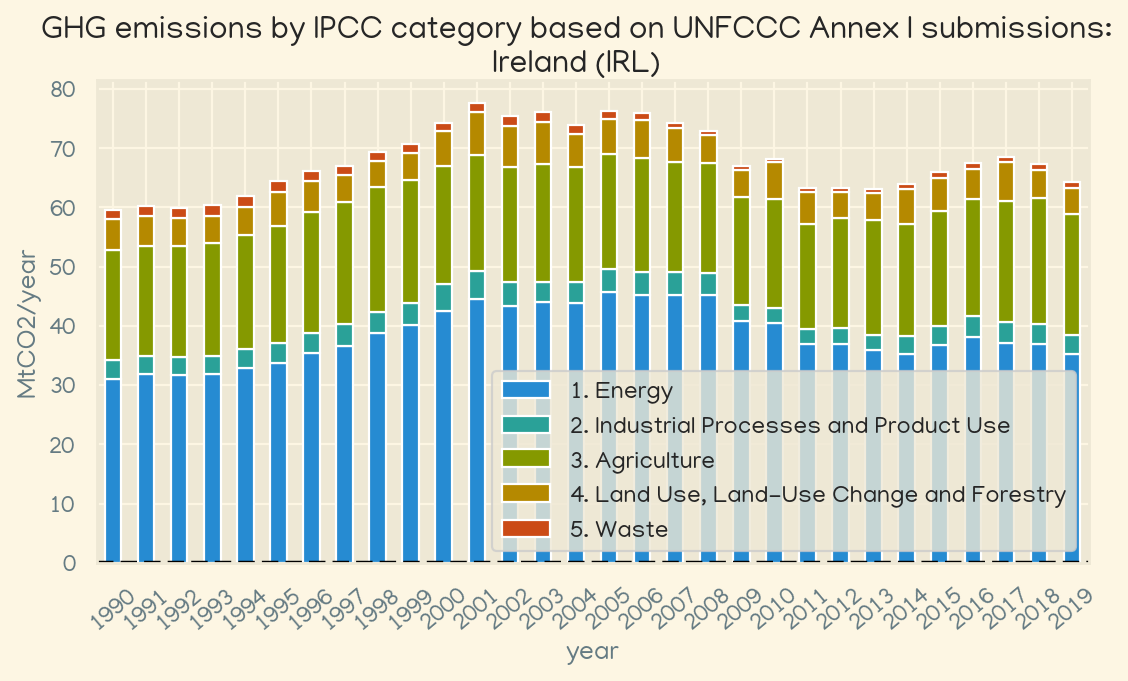 GHG emissions by IPCC category based on UNFCCC Annex I submissions:
Ireland (IRL)
80
70
60
50
40
30
20
10
0
MtCO2/year
1. Energy
2. Industrial Processes and Product Use
3. Agriculture
4. Land Use, Land-Use Change and Forestry
5. Waste
1990 1991 1992 1993 1994 1995 1996 1997 1998 1999 2000 2001 2002 2003 2004 2005 2006 2007 2008 2009 2010 2011 2012 2013 2014 2015 2016 2017 2018 2019
year